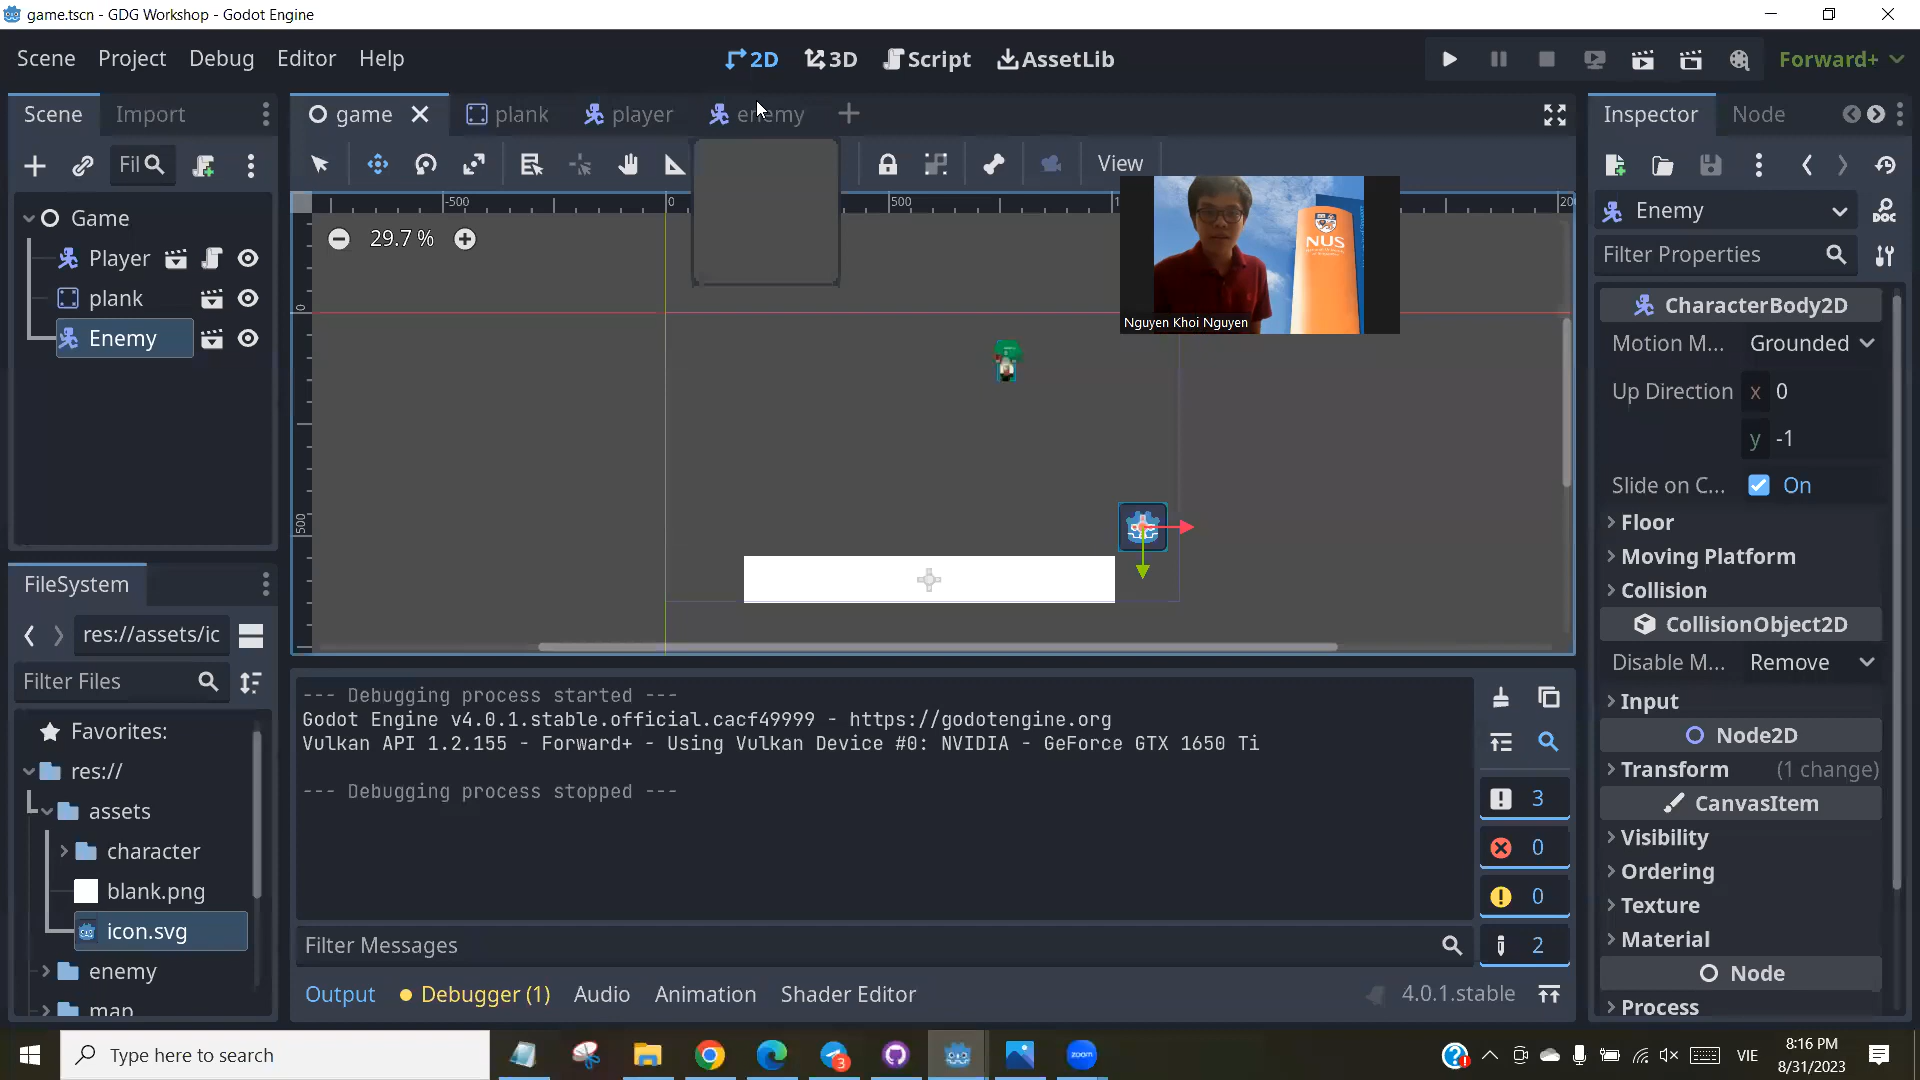 game.tscn - GDG Workshop - Godot Engine
Scene Project Debug Editor Help
2D 3D Script AssetLib
Forward+
Scene Import
game plank player enemy
Inspector Node
Fil
View
Enemy
Filter Properties
-500 0 500
29.7 %
0
500
NUS
Nguyen Khoi Nguyen
Game
Player
plank
Enemy
CharacterBody2D
Motion M... Grounded
Up Direction x 0
y -1
Slide on C... On
Floor
Moving Platform
Collision
CollisionObject2D
Disable M... Remove
Input
Node2D
Transform (1 change)
CanvasItem
Visibility
Ordering
Texture
Material
Node
Process
FileSystem
res://assets/ic
Filter Files
Favorites:
res://
assets
character
blank.png
icon.svg
enemy
map
--- Debugging process started ---
Godot Engine v4.0.1.stable.official.cacf49999 - https://godotengine.org
Vulkan API 1.2.155 - Forward+ - Using Vulkan Device #0: NVIDIA - GeForce GTX 1650 Ti
--- Debugging process stopped ---
3
0
0
2
Filter Messages
Output Debugger (1) Audio Animation Shader Editor
4.0.1.stable
Type here to search
3
zoom
VIE
8:16 PM
8/31/2023